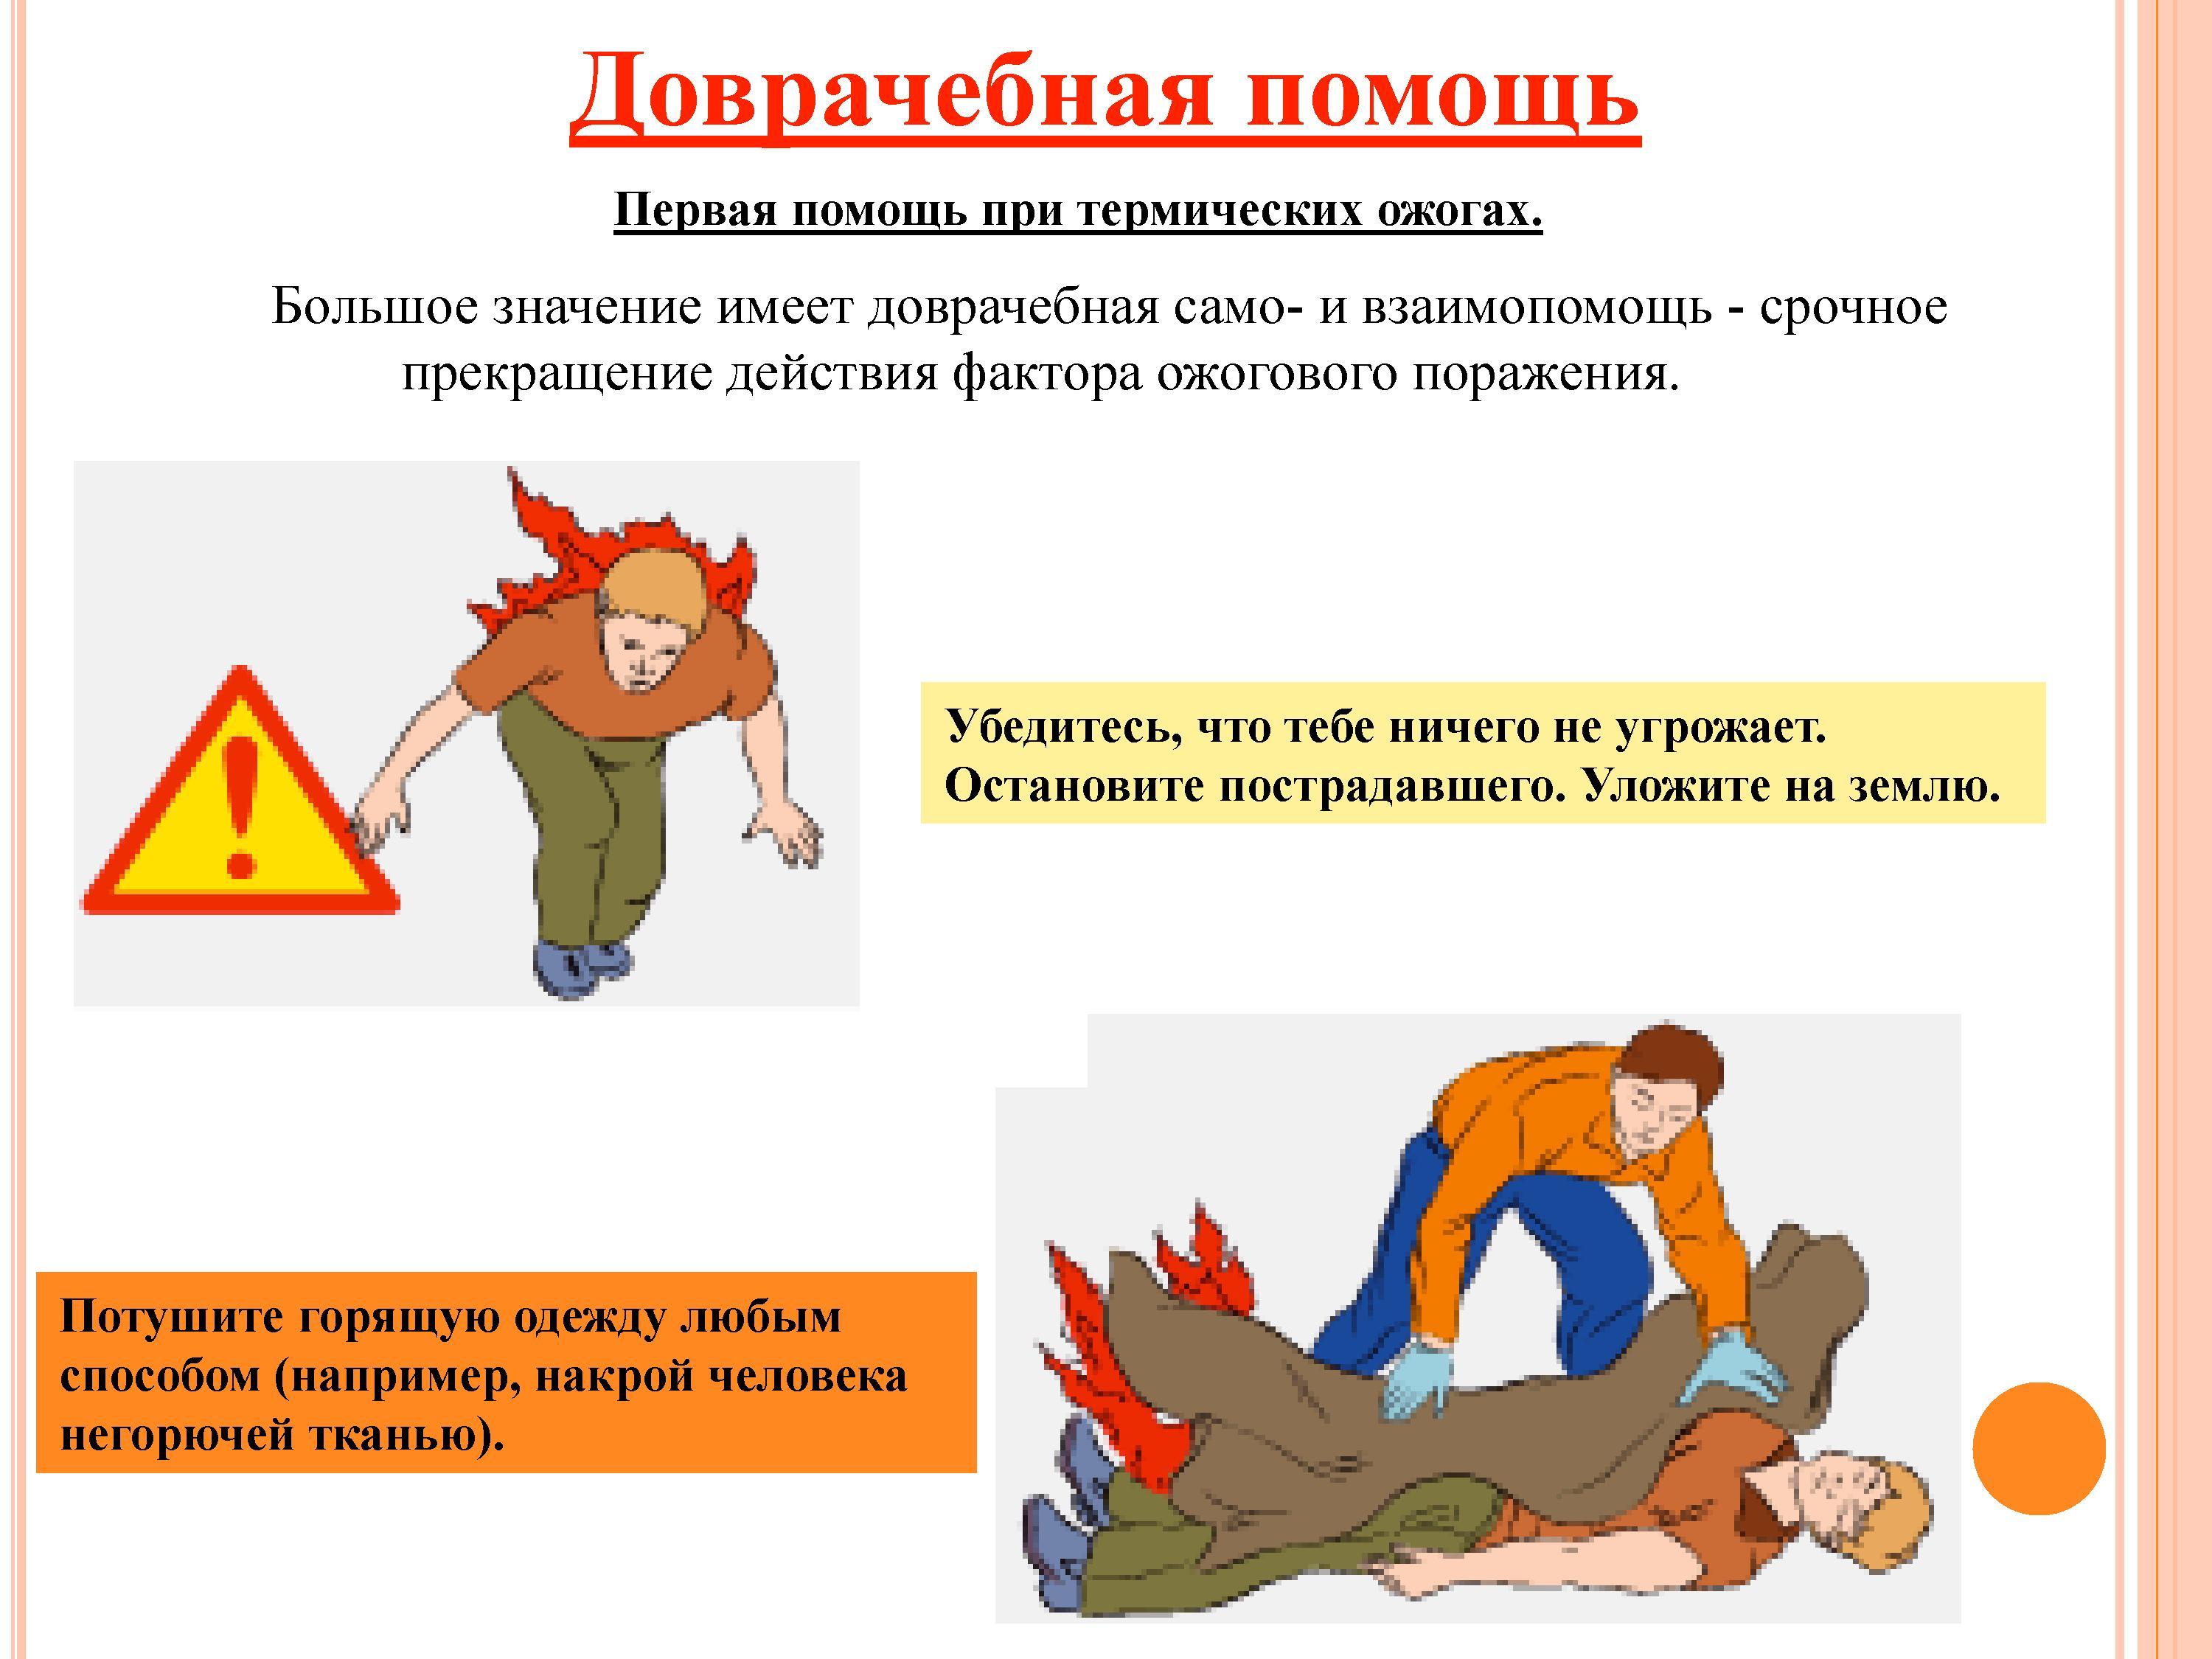 Доврачебная помощь
Первая помощь при термических ожогах.
Большое значение имеет доврачебная само- и взаимопомощь - срочное
прекращение действия фактора ожогового поражения.
Убедитесь, что тебе ничего не угрожает.
Остановите пострадавшего. Уложите на землю.
Потушите горящую одежду любым
способом (например, накрой человека
негорючей тканью).